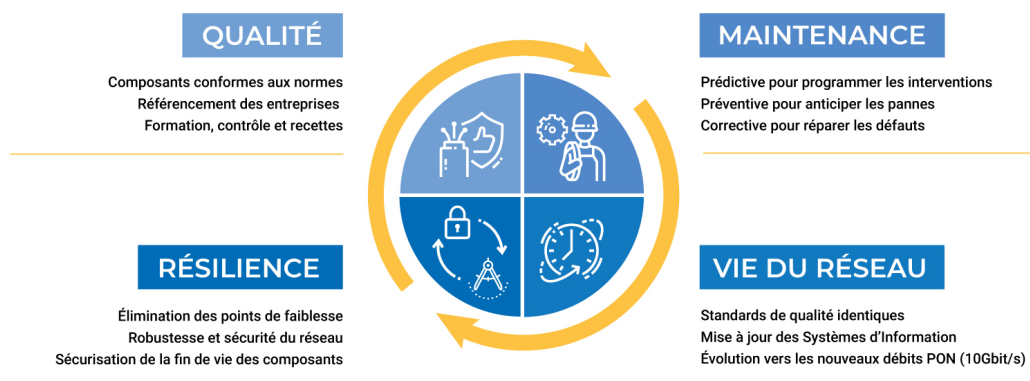 QUALITÉ
Composants conformes aux normes
Référencement des entreprises
Formation, contrôle et recettes
MAINTENANCE
Prédictive pour programmer les interventions
Préventive pour anticiper les pannes
Corrective pour réparer les défauts
RÉSILIENCE
Élimination des points de faiblesse
Robustesse et sécurité du réseau
Sécurisation de la fin de vie des composants
VIE DU RÉSEAU
Standards de qualité identiques
Mise à jour des Systèmes d'Information
Évolution vers les nouveaux débits PON (10Gbit/s)